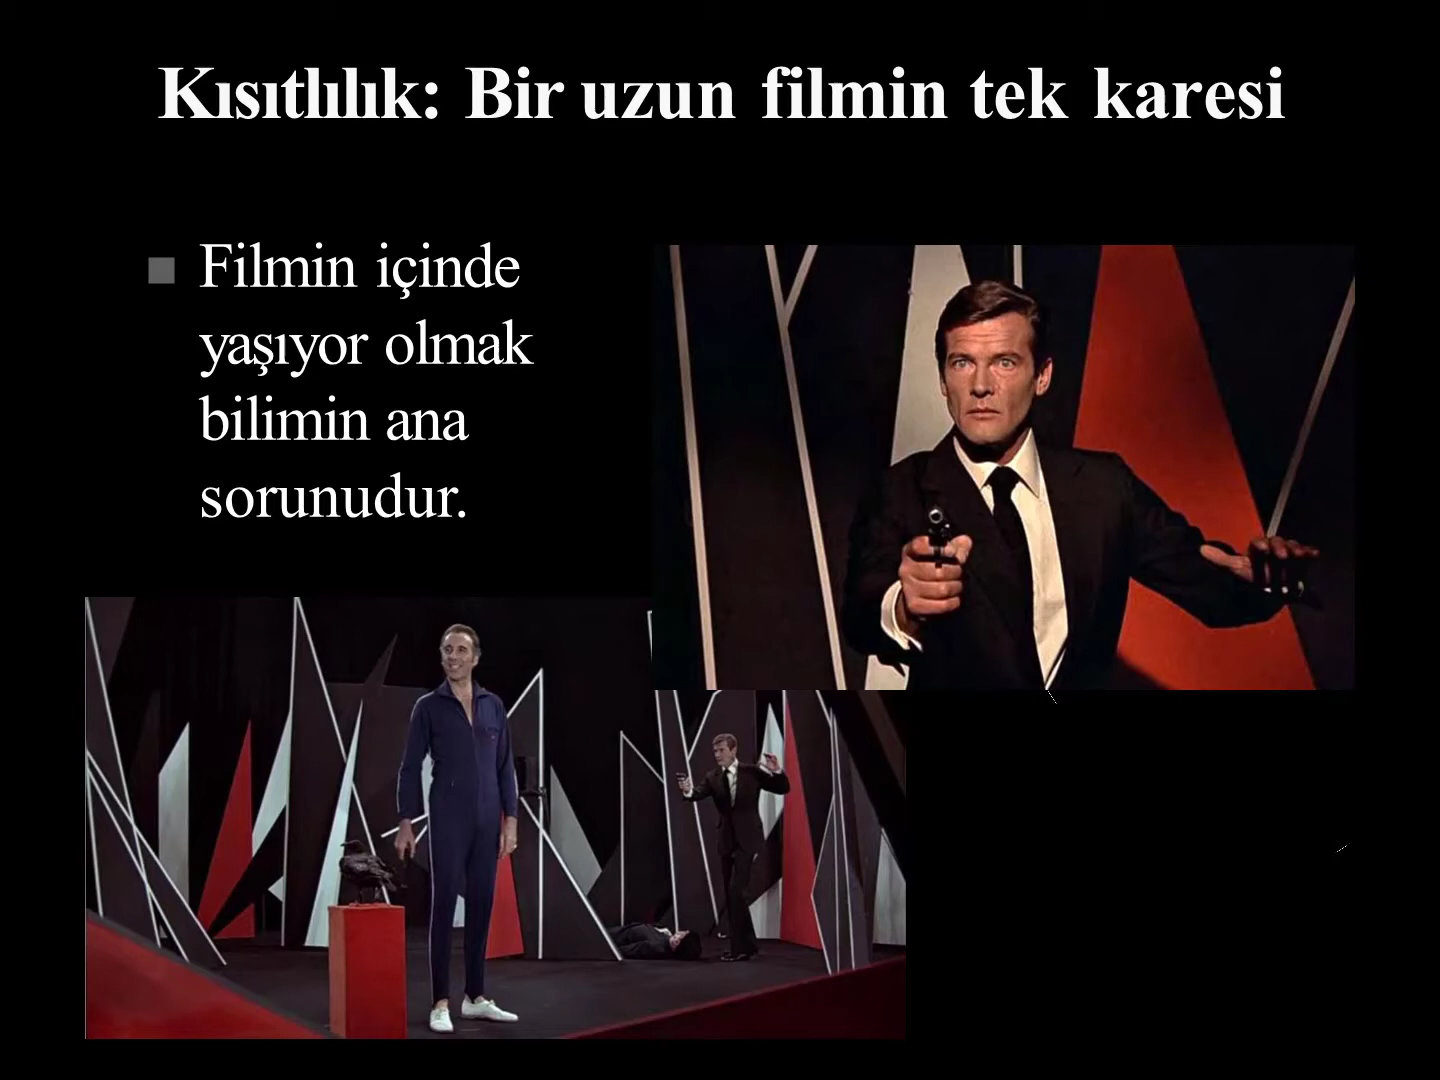 Kısıtlılık: Bir uzun filmin tek karesi
Filmin içinde
yaşıyor olmak
bilimin ana
sorunudur.